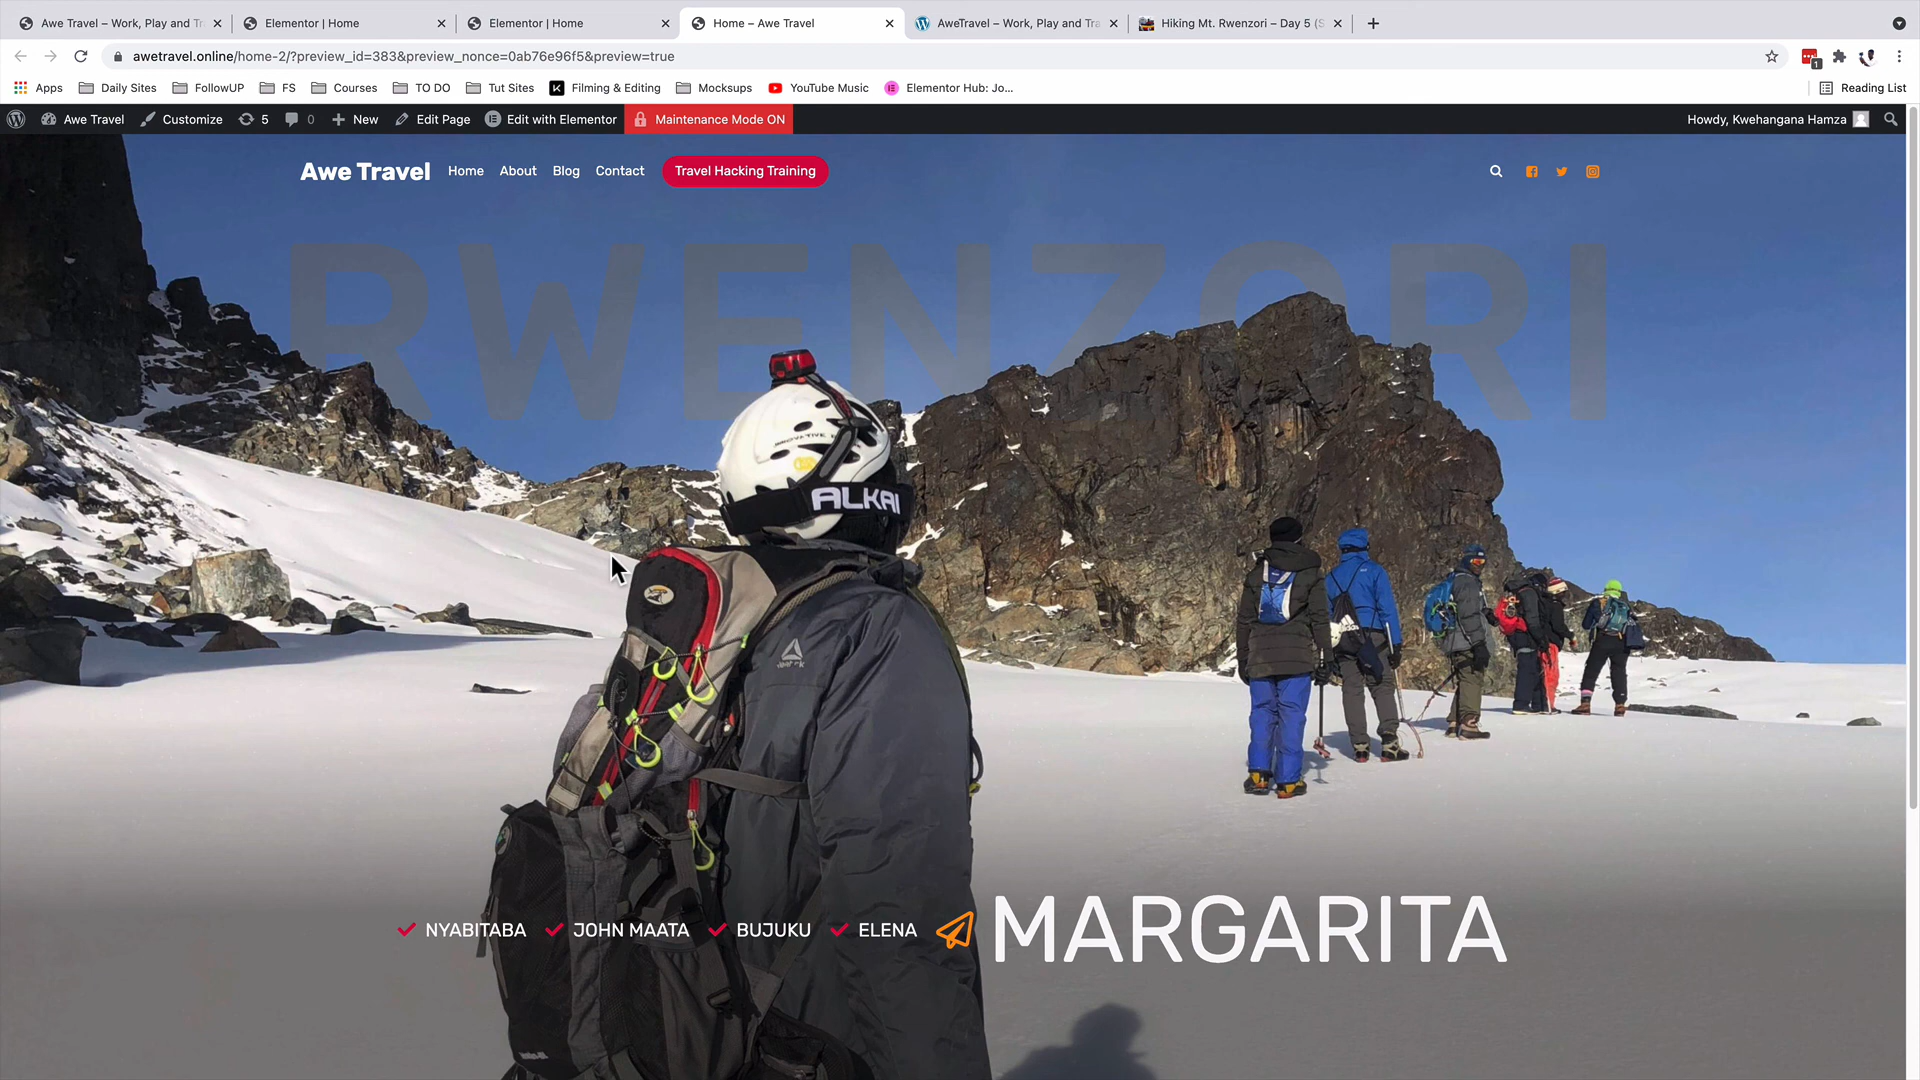 Awe Travel – Work, Play and Tr
Elementor | Home
Elementor | Home
Home – Awe Travel
AweTravel – Work, Play and Tra
Hiking Mt. Rwenzori – Day 5 (S
awetravel.online/home-2/?preview_id=383&preview_nonce=0ab76e96f5&preview=true
1
Apps
Daily Sites
FollowUP
FS
Courses
TO DO
Tut Sites
Filming & Editing
Mocksups
YouTube Music
Elementor Hub: Jo...
Reading List
Awe Travel
Customize
5
0
New
Edit Page
Edit with Elementor
Maintenance Mode ON
Howdy, Kwehangana Hamza
Awe Travel
Home
About
Blog
Contact
Travel Hacking Training
RWENZORI
ALKAI
NYABITABA
JOHN MAATA
BUJUKU
ELENA
MARGARITA